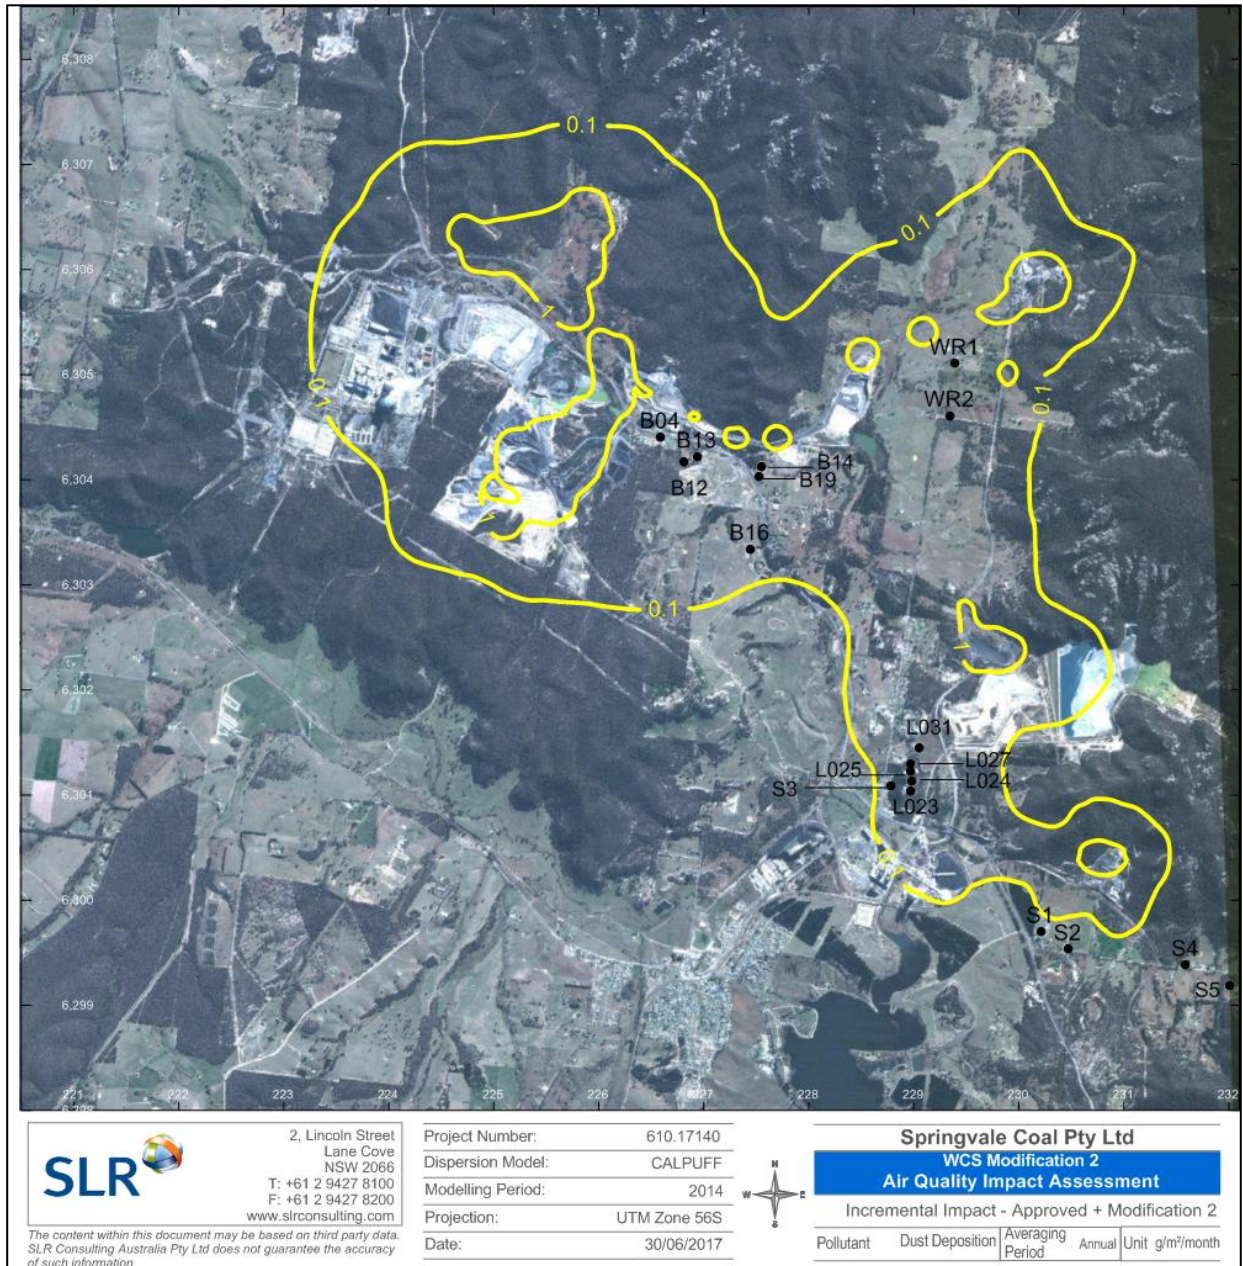 6,308
6,307
0.1
0.1
6,306
1
WR1
6,305
0.1
0.1
WR2
B04
B13
B14
6,304
B12
B19
1
B16
6,303
0.1
1
6,302
L031
L027
L025
L024
6,301
S3
L023
0.1
6,300
S1
S2
S4
S5
6,299
6,298
221 222 223 224 225 226 227 228 229 230 231 232
SLR
2, Lincoln Street
Lane Cove
NSW 2066
T: +61 2 9427 8100
F: +61 2 9427 8200
www.slrconsulting.com
The content within this document may be based on third party data.
SLR Consulting Australia Pty Ltd does not guarantee the accuracy
of such information.
Project Number: 610.17140
Dispersion Model: CALPUFF
Modelling Period: 2014
Projection: UTM Zone 56S
Date: 30/06/2017
N
W E
S
Springvale Coal Pty Ltd
WCS Modification 2
Air Quality Impact Assessment
Incremental Impact - Approved + Modification 2
Pollutant Dust Deposition Averaging Period Annual Unit g/m²/month